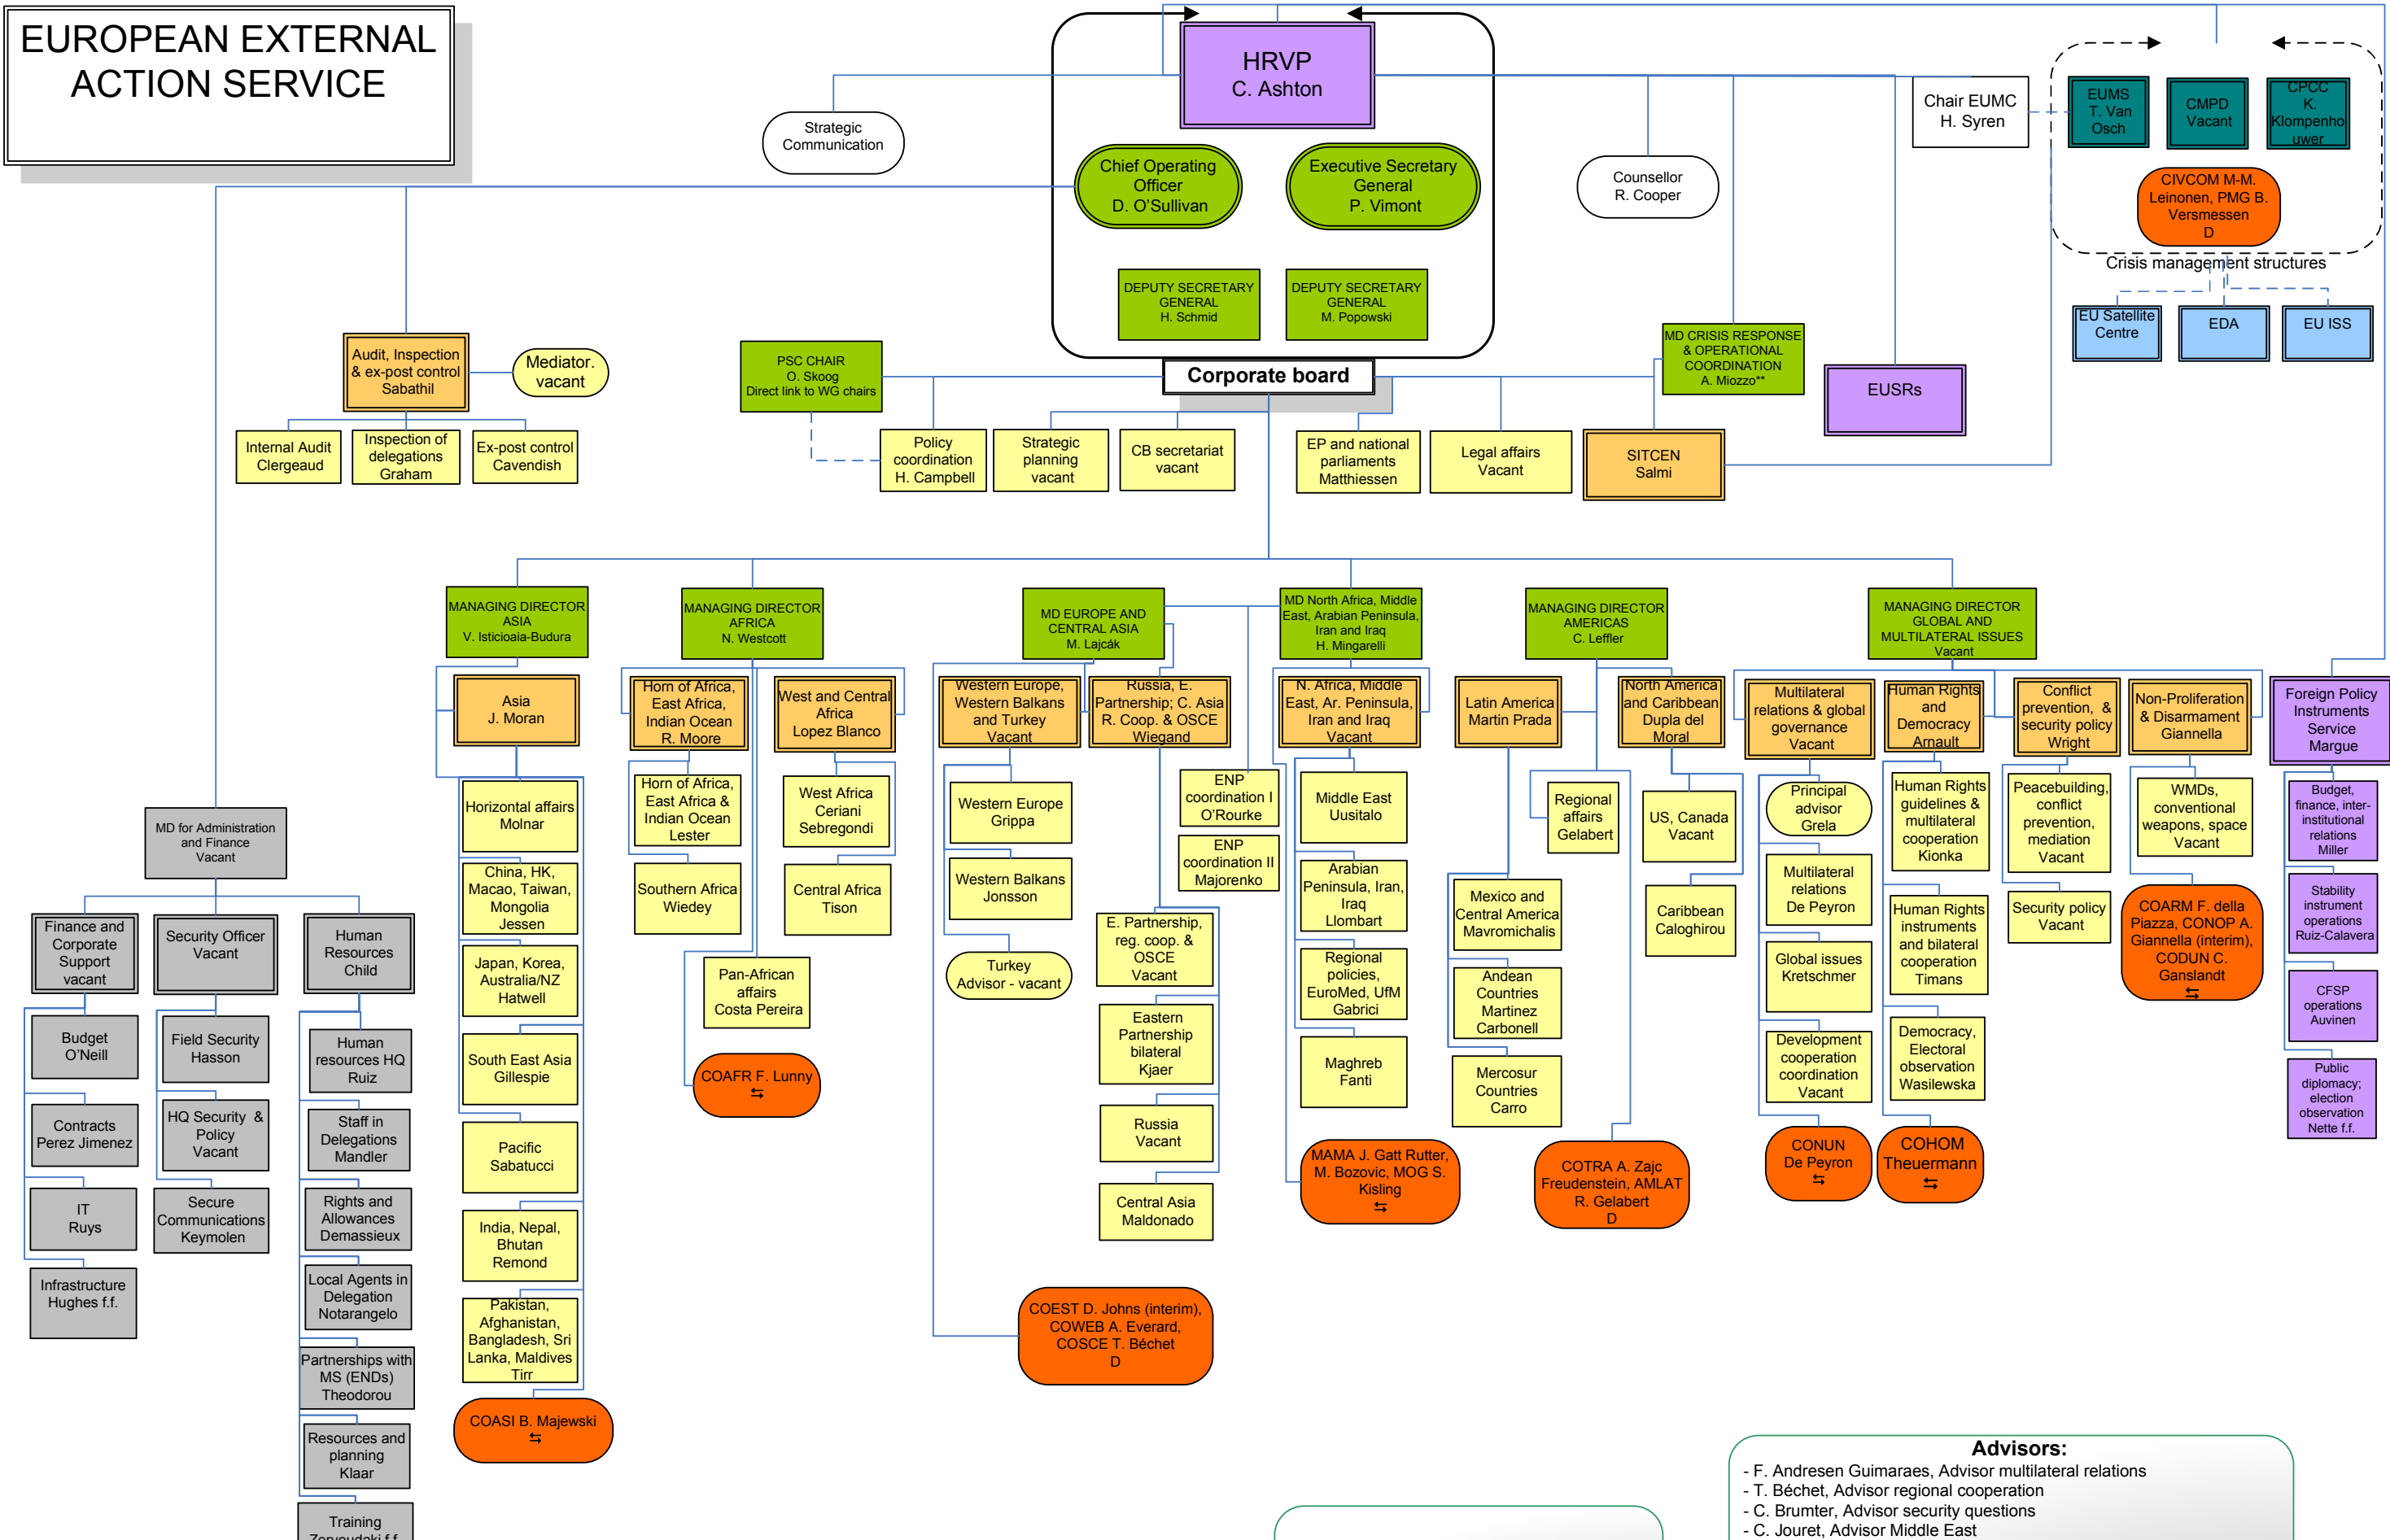 EUROPEAN EXTERNAL
ACTION SERVICE
HRVP
C. Ashton
Strategic
Communication
Chief Operating
Officer
D. O'Sullivan
Executive Secretary
General
P. Vimont
DEPUTY SECRETARY
GENERAL
H. Schmid
DEPUTY SECRETARY
GENERAL
M. Popowski
Counsellor
R. Cooper
Chair EUMC
H. Syren
EUMS
T. Van
Osch
CMPD
Vacant
CPCC
K.
Klompenho
uwer
CIVCOM M-M.
Leinonen, PMG B.
Versmessen
D
Crisis management structures
EU Satellite
Centre
EDA
EU ISS
Audit, Inspection
& ex-post control
Sabathil
Mediator.
vacant
Internal Audit
Clergeaud
Inspection of
delegations
Graham
Ex-post control
Cavendish
PSC CHAIR
O. Skoog
Direct link to WG chairs
Corporate board
MD CRISIS RESPONSE
& OPERATIONAL
COORDINATION
A. Miozzo**
EUSRs
Policy
coordination
H. Campbell
Strategic
planning
vacant
CB secretariat
vacant
EP and national
parliaments
Matthiessen
Legal affairs
Vacant
SITCEN
Salmi
MANAGING DIRECTOR
ASIA
V. Isticioaia-Budura
MANAGING DIRECTOR
AFRICA
N. Westcott
MD EUROPE AND
CENTRAL ASIA
M. Lajcák
MD North Africa, Middle
East, Arabian Peninsula,
Iran and Iraq
H. Mingarelli
MANAGING DIRECTOR
AMERICAS
C. Leffler
MANAGING DIRECTOR
GLOBAL AND
MULTILATERAL ISSUES
Vacant
Asia
J. Moran
Horn of Africa,
East Africa,
Indian Ocean
R. Moore
West and Central
Africa
Lopez Blanco
Western Europe,
Western Balkans
and Turkey
Vacant
Russia, E.
Partnership; C. Asia
R. Coop. & OSCE
Wiegand
N. Africa, Middle
East, Ar. Peninsula,
Iran and Iraq
Vacant
Latin America
Martin Prada
North America
and Caribbean
Dupla del
Moral
Multilateral
relations & global
governance
Vacant
Human Rights
and
Democracy
Arnault
Conflict
prevention, &
security policy
Wright
Non-Proliferation
& Disarmament
Giannella
Foreign Policy
Instruments
Service
Margue
MD for Administration
and Finance
Vacant
Finance and
Corporate
Support
vacant
Security Officer
Vacant
Human
Resources
Child
Budget
O'Neill
Contracts
Perez Jimenez
IT
Ruys
Infrastructure
Hughes f.f.
Field Security
Hasson
HQ Security &
Policy
Vacant
Secure
Communications
Keymolen
Human
resources HQ
Ruiz
Staff in
Delegations
Mandler
Rights and
Allowances
Demassieux
Local Agents in
Delegation
Notarangelo
Partnerships with
MS (ENDs)
Theodorou
Resources and
planning
Klaar
Training
Zervoudaki f.f.
Horizontal affairs
Molnar
China, HK,
Macao, Taiwan,
Mongolia
Jessen
Japan, Korea,
Australia/NZ
Hatwell
South East Asia
Gillespie
Pacific
Sabatucci
India, Nepal,
Bhutan
Remond
Pakistan,
Afghanistan,
Bangladesh, Sri
Lanka, Maldives
Tirr
COASI B. Majewski
⇆
Horn of Africa,
East Africa &
Indian Ocean
Lester
Southern Africa
Wiedey
West Africa
Ceriani
Sebregondi
Central Africa
Tison
Pan-African
affairs
Costa Pereira
COAFR F. Lunny
⇆
Western Europe
Grippa
Western Balkans
Jonsson
Turkey
Advisor - vacant
ENP
coordination I
O'Rourke
ENP
coordination II
Majorenko
E. Partnership,
reg. coop. &
OSCE
Vacant
Eastern
Partnership
bilateral
Kjaer
Russia
Vacant
Central Asia
Maldonado
COEST D. Johns (interim),
COWEB A. Everard,
COSCE T. Béchet
D
Middle East
Uusitalo
Arabian
Peninsula, Iran,
Iraq
Llombart
Regional
policies,
EuroMed, UfM
Gabrici
Maghreb
Fanti
MAMA J. Gatt Rutter,
M. Bozovic, MOG S.
Kisling
⇆
Mexico and
Central America
Mavromichalis
Andean
Countries
Martinez
Carbonell
Mercosur
Countries
Carro
Regional
affairs
Gelabert
US, Canada
Vacant
Caribbean
Caloghirou
COTRA A. Zajc
Freudenstein, AMLAT
R. Gelabert
D
Principal
advisor
Grela
Multilateral
relations
De Peyron
Global issues
Kretschmer
Development
cooperation
coordination
Vacant
CONUN
De Peyron
⇆
Human Rights
guidelines &
multilateral
cooperation
Kionka
Human Rights
instruments
and bilateral
cooperation
Timans
Democracy,
Electoral
observation
Wasilewska
COHOM
Theuermann
⇆
Peacebuilding,
conflict
prevention,
mediation
Vacant
Security policy
Vacant
WMDs,
conventional
weapons, space
Vacant
COARM F. della
Piazza, CONOP A.
Giannella (interim),
CODUN C.
Ganslandt
⇆
Budget,
finance, inter-
institutional
relations
Miller
Stability
instrument
operations
Ruiz-Calavera
CFSP
operations
Auvinen
Public
diplomacy;
election
observation
Nette f.f.
Advisors:
- F. Andresen Guimaraes, Advisor multilateral relations
- T. Béchet, Advisor regional cooperation
- C. Brumter, Advisor security questions
- C. Jouret, Advisor Middle East